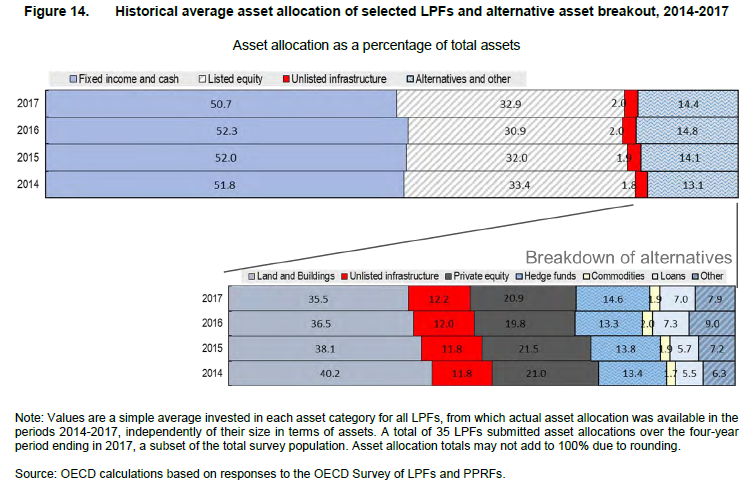 Figure 14. Historical average asset allocation of selected LPFs and alternative asset breakout, 2014-2017
Asset allocation as a percentage of total assets
Fixed income and cash Listed equity Unlisted infrastructure Alternatives and other
2017 50.7 32.9 2.0 14.4
2016 52.3 30.9 2.0 14.8
2015 52.0 32.0 1.9 14.1
2014 51.8 33.4 1.8 13.1
Breakdown of alternatives
Land and Buildings Unlisted infrastructure Private equity Hedge funds Commodities Loans Other
2017 35.5 12.2 20.9 14.6 1.9 7.0 7.9
2016 36.5 12.0 19.8 13.3 2.0 7.3 9.0
2015 38.1 11.8 21.5 13.8 1.9 5.7 7.2
2014 40.2 11.8 21.0 13.4 1.7 5.5 6.3
Note: Values are a simple average invested in each asset category for all LPFs, from which actual asset allocation was available in the
periods 2014-2017, independently of their size in terms of assets. A total of 35 LPFs submitted asset allocations over the four-year
period ending in 2017, a subset of the total survey population. Asset allocation totals may not add to 100% due to rounding.
Source: OECD calculations based on responses to the OECD Survey of LPFs and PPRFs.